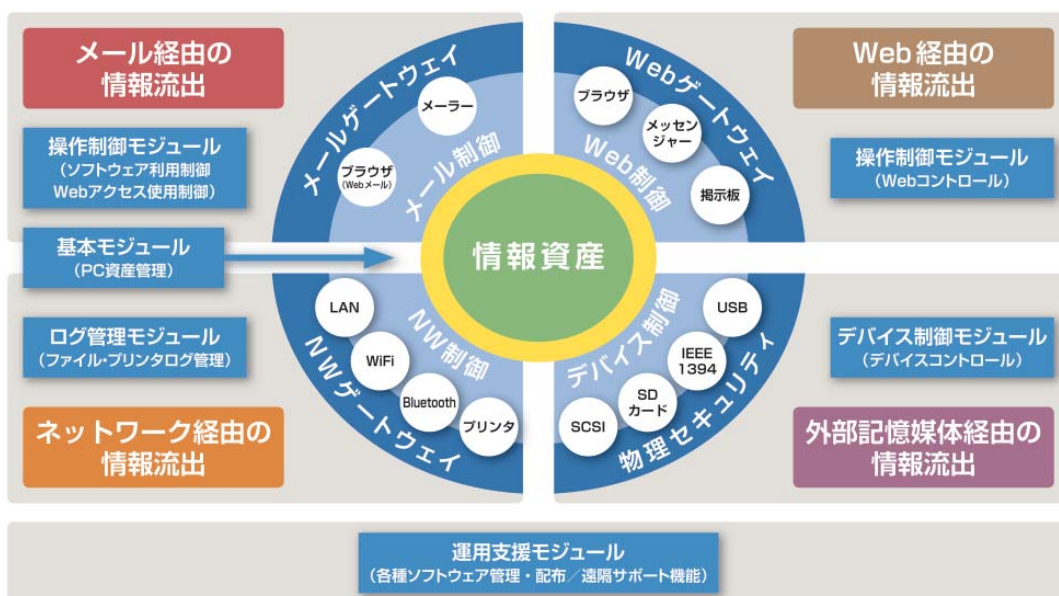 メール経由の
情報流出
操作制御モジュール
(ソフトウェア利用制御
Webアクセス使用制御)
基本モジュール
(PC資産管理)
ログ管理モジュール
(ファイル・プリンタログ管理)
ネットワーク経由の
情報流出
メールゲートウェイ
メーラー
ブラウザ
(Webメール)
メール制御
Webゲートウェイ
ブラウザ
メッセン
ジャー
掲示板
Web制御
情報資産
LAN
WiFi
Bluetooth
プリンタ
NW制御
NWゲートウェイ
USB
IEEE
1394
SD
カード
SCSI
デバイス制御
物理セキュリティ
Web経由の
情報流出
操作制御モジュール
(Webコントロール)
デバイス制御モジュール
(デバイスコントロール)
外部記憶媒体経由の
情報流出
運用支援モジュール
(各種ソフトウェア管理・配布／遠隔サポート機能)